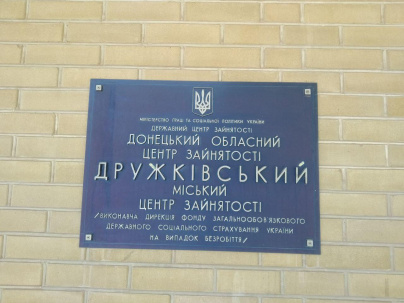 МІНІСТЕРСТВО ПРАЦІ ТА СОЦІАЛЬНОЇ ПОЛІТИКИ УКРАЇНИ
ДЕРЖАВНИЙ ЦЕНТР ЗАЙНЯТОСТІ
ДОНЕЦЬКИЙ ОБЛАСНИЙ
ЦЕНТР ЗАЙНЯТОСТІ
ДРУЖКІВСЬКИЙ
МІСЬКИЙ
ЦЕНТР ЗАЙНЯТОСТІ
/ВИКОНАВЧА ДИРЕКЦІЯ ФОНДУ ЗАГАЛЬНООБОВ'ЯЗКОВОГО
ДЕРЖАВНОГО СОЦІАЛЬНОГО СТРАХУВАННЯ УКРАЇНИ
НА ВИПАДОК БЕЗРОБІТТЯ/